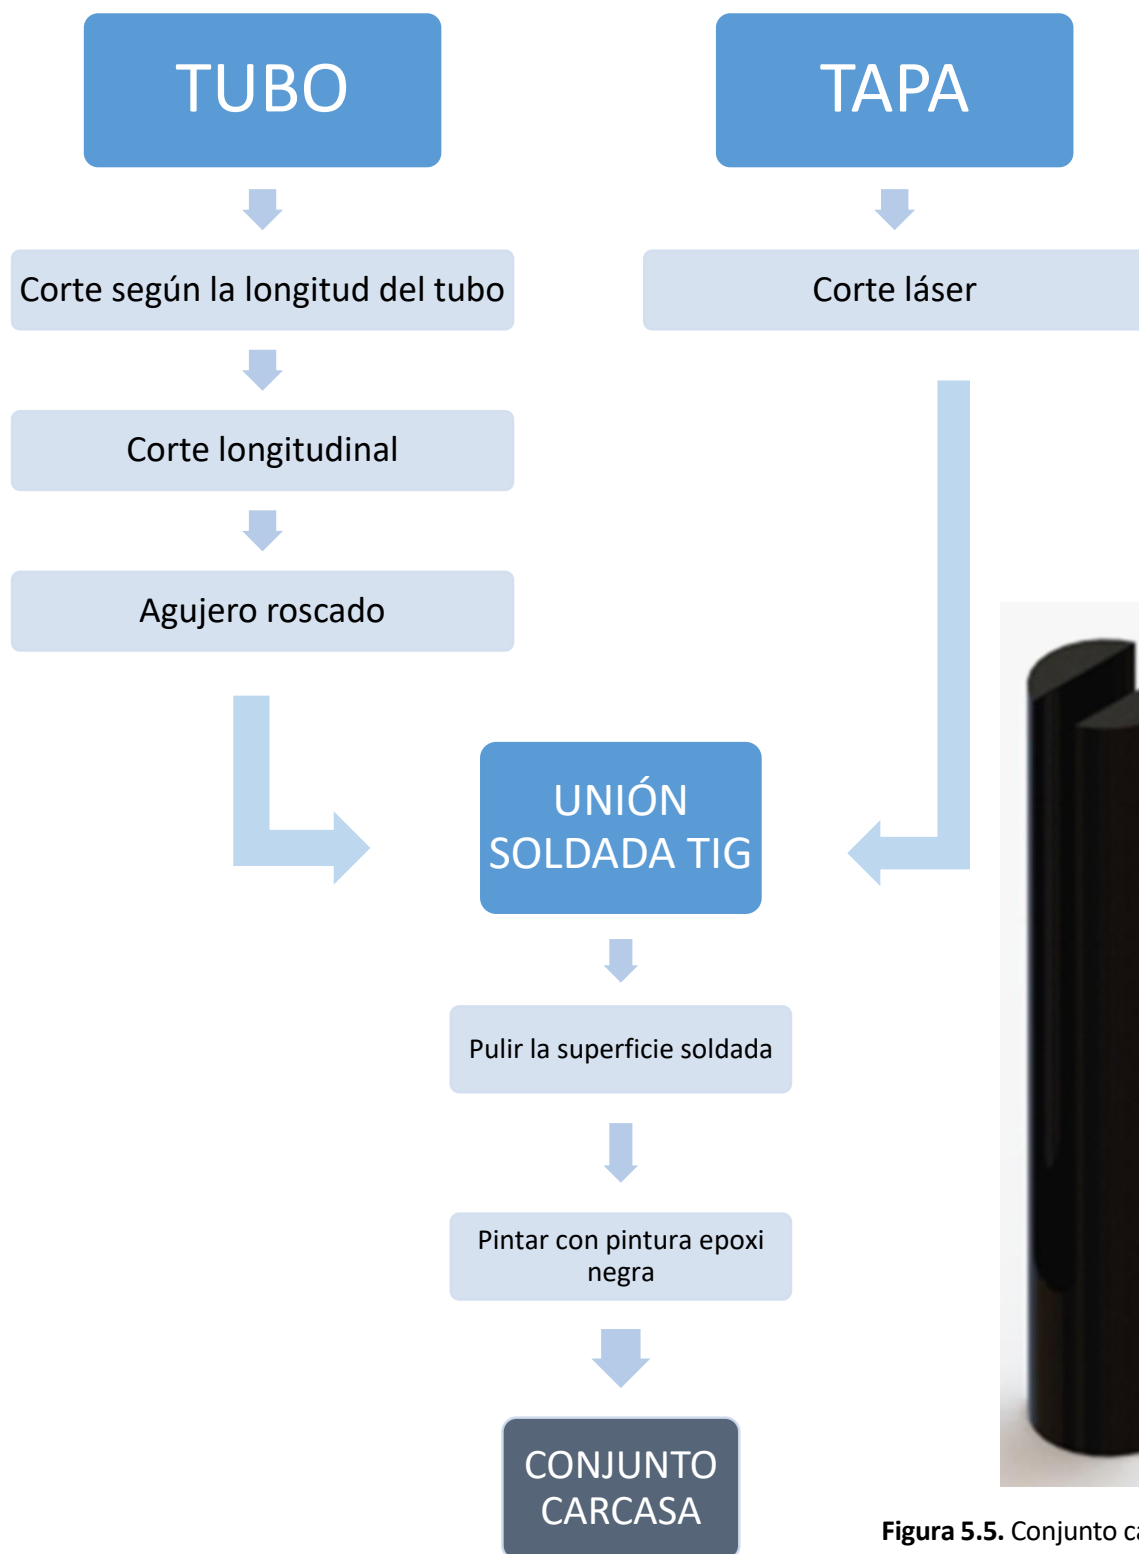 TUBO
TAPA
Corte según la longitud del tubo
Corte láser
Corte longitudinal
Agujero roscado
UNIÓN
SOLDADA TIG
Pulir la superficie soldada
Pintar con pintura epoxi
negra
CONJUNTO
CARCASA
Figura 5.5. Conjunto